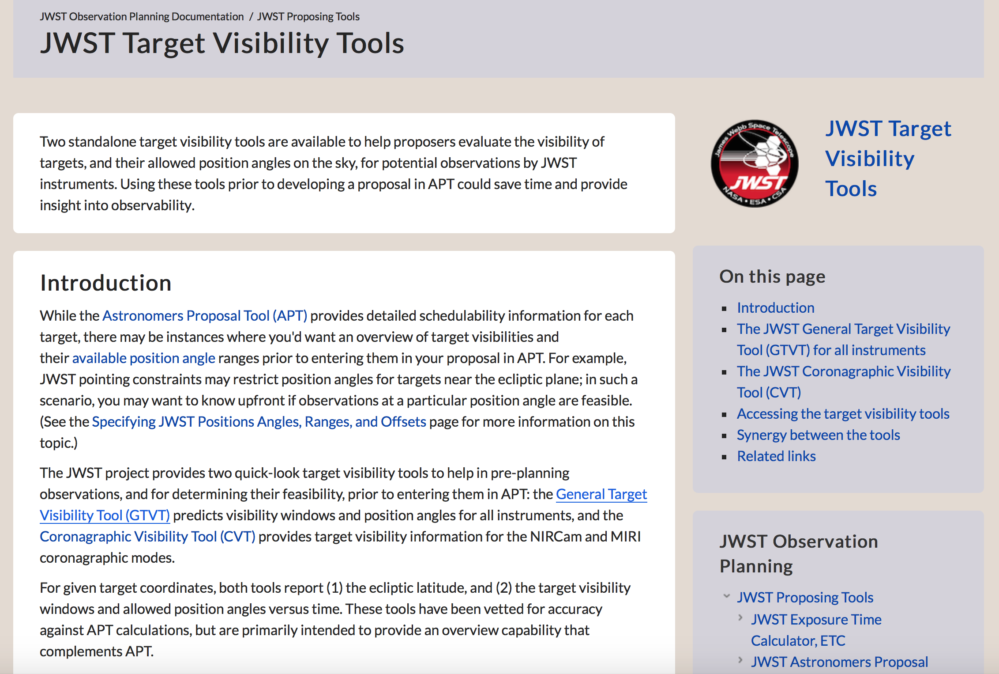 JWST Observation Planning Documentation / JWST Proposing Tools
JWST Target Visibility Tools
Two standalone target visibility tools are available to help proposers evaluate the visibility of
targets, and their allowed position angles on the sky, for potential observations by JWST
instruments. Using these tools prior to developing a proposal in APT could save time and provide
insight into observability.
Introduction
While the Astronomers Proposal Tool (APT) provides detailed schedulability information for each
target, there may be instances where you'd want an overview of target visibilities and
their available position angle ranges prior to entering them in your proposal in APT. For example,
JWST pointing constraints may restrict position angles for targets near the ecliptic plane; in such a
scenario, you may want to know upfront if observations at a particular position angle are feasible.
(See the Specifying JWST Positions Angles, Ranges, and Offsets page for more information on this
topic.)
The JWST project provides two quick-look target visibility tools to help in pre-planning
observations, and for determining their feasibility, prior to entering them in APT: the General Target
Visibility Tool (GTVT) predicts visibility windows and position angles for all instruments, and the
Coronagraphic Visibility Tool (CVT) provides target visibility information for the NIRCam and MIRI
coronagraphic modes.
For given target coordinates, both tools report (1) the ecliptic latitude, and (2) the target visibility
windows and allowed position angles versus time. These tools have been vetted for accuracy
against APT calculations, but are primarily intended to provide an overview capability that
complements APT.
James Webb Space Telescope
JWST
NASA • ESA • CSA
JWST Target
Visibility
Tools
On this page
Introduction
The JWST General Target Visibility
Tool (GTVT) for all instruments
The JWST Coronagraphic Visibility
Tool (CVT)
Accessing the target visibility tools
Synergy between the tools
Related links
JWST Observation
Planning
JWST Proposing Tools
JWST Exposure Time
Calculator, ETC
JWST Astronomers Proposal